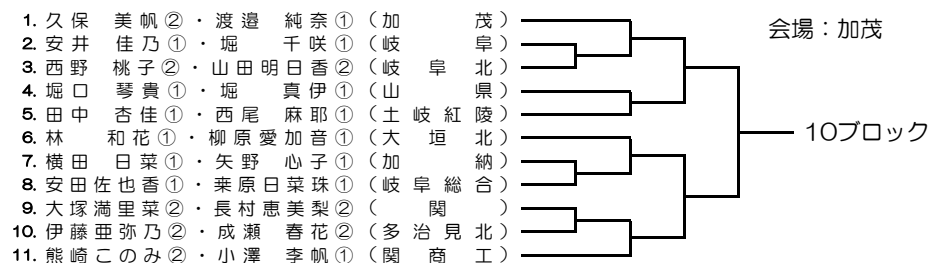 1. 久保 美帆②・渡邉 純奈①（加茂）
2. 安井 佳乃①・堀 千咲①（岐阜）
3. 西野 桃子②・山田明日香②（岐阜北）
4. 堀口 琴貴①・堀 真伊①（山県）
5. 田中 杏佳①・西尾 麻耶①（土岐紅陵）
6. 林 和花①・柳原愛加音①（大垣北）
7. 横田 日菜①・矢野 心子①（加納）
8. 安田佐也香①・栗原日菜珠①（岐阜総合）
9. 大塚満里菜②・長村恵美梨②（関）
10. 伊藤亜弥乃②・成瀬 春花②（多治見北）
11. 熊崎このみ②・小澤 李帆①（関商工）
会場：加茂
10ブロック